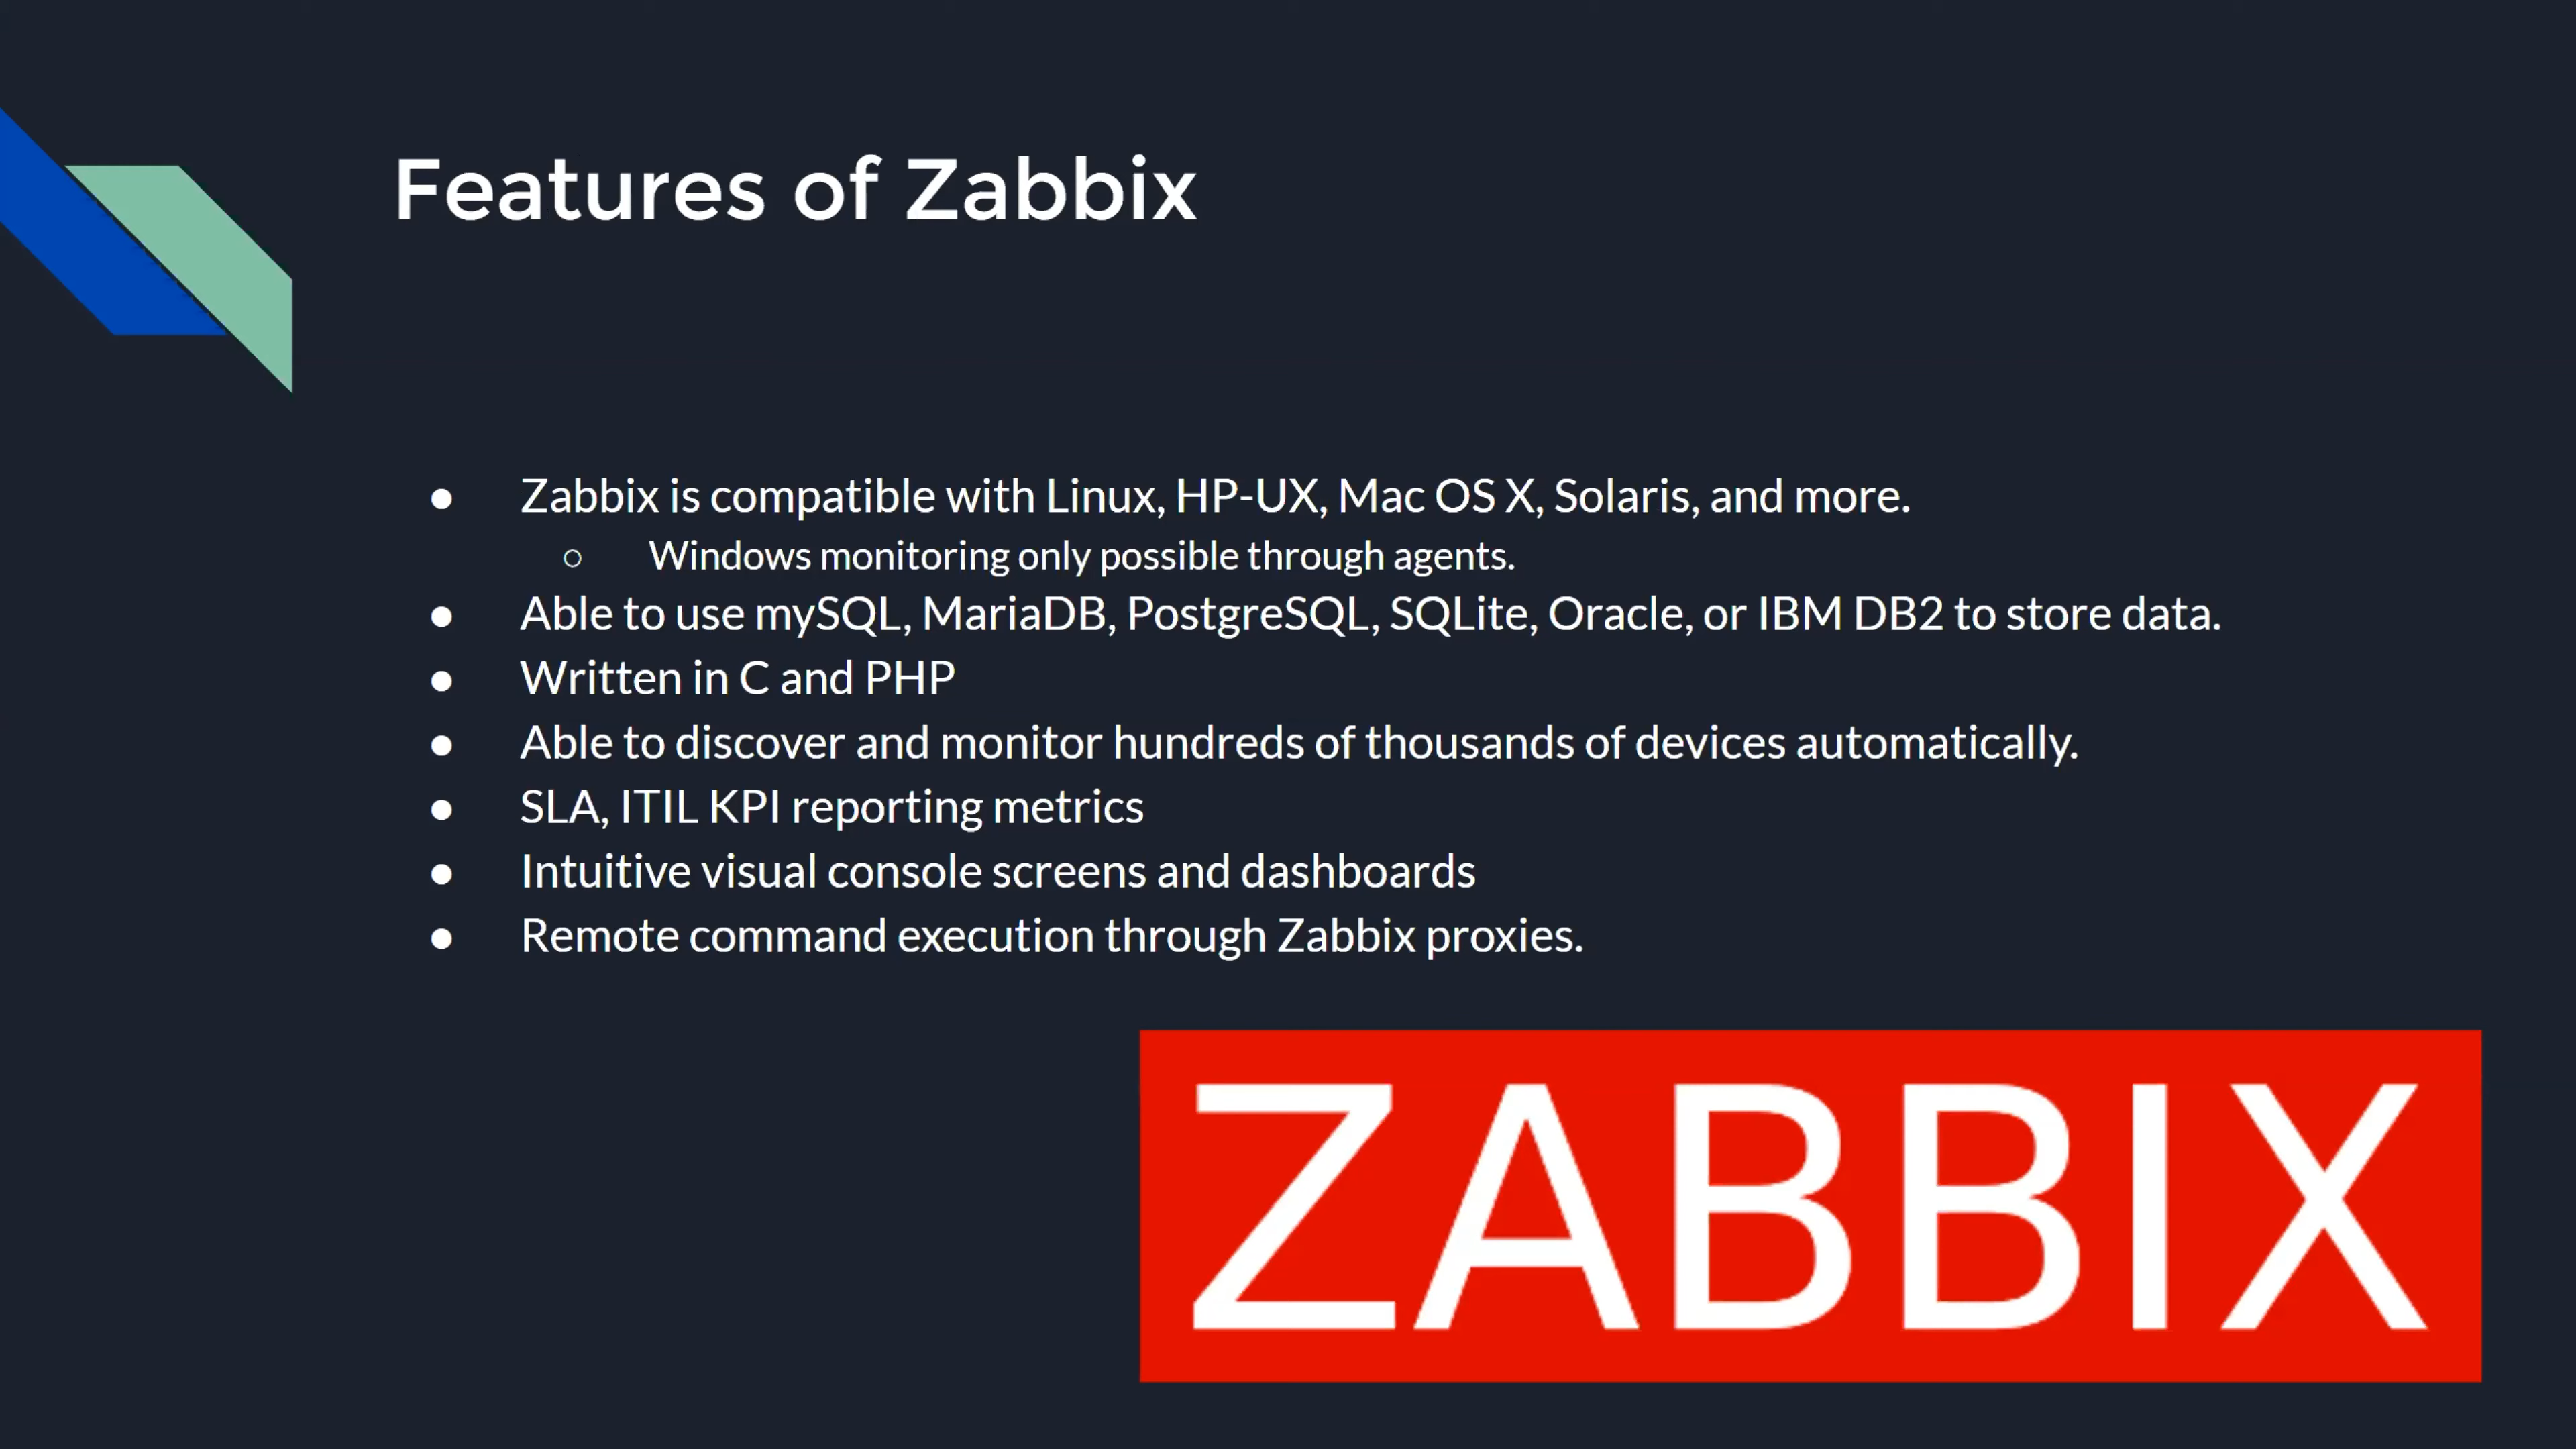 Features of Zabbix
● Zabbix is compatible with Linux, HP-UX, Mac OS X, Solaris, and more.
○ Windows monitoring only possible through agents.
● Able to use mySQL, MariaDB, PostgreSQL, SQLite, Oracle, or IBM DB2 to store data.
● Written in C and PHP
● Able to discover and monitor hundreds of thousands of devices automatically.
● SLA, ITIL KPI reporting metrics
● Intuitive visual console screens and dashboards
● Remote command execution through Zabbix proxies.
ZABBIX